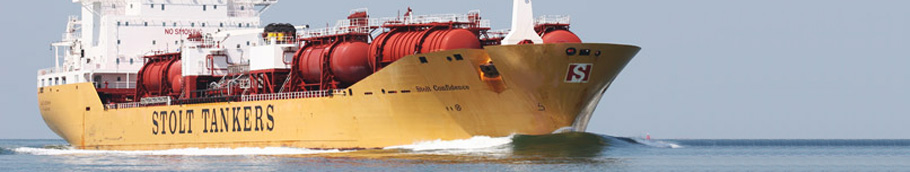 NO SMOKING
Stolt Confidence
S
STOLT TANKERS